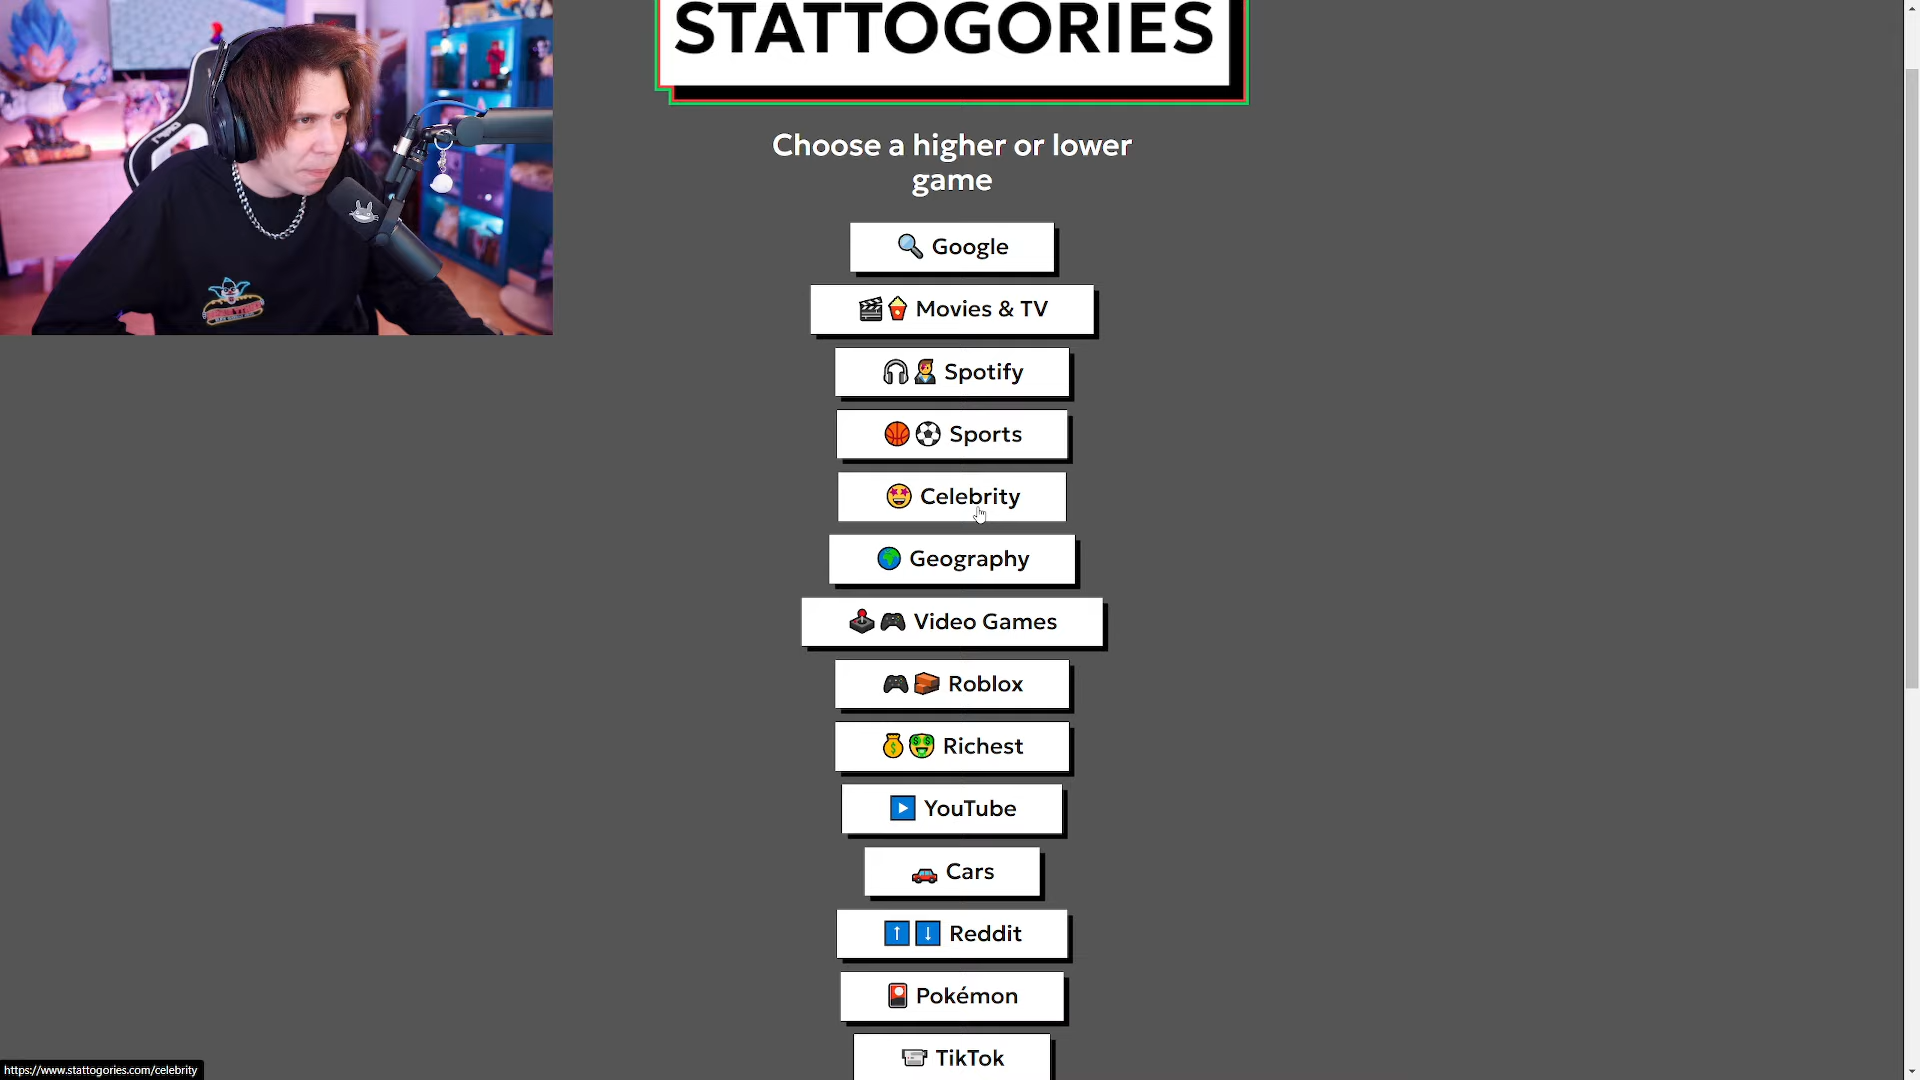 STATTOGORIES
Choose a higher or lower
game
Google
Movies & TV
Spotify
Sports
Celebrity
Geography
Video Games
Roblox
Richest
YouTube
Cars
Reddit
Pokémon
TikTok
https://www.stattogories.com/celebrity